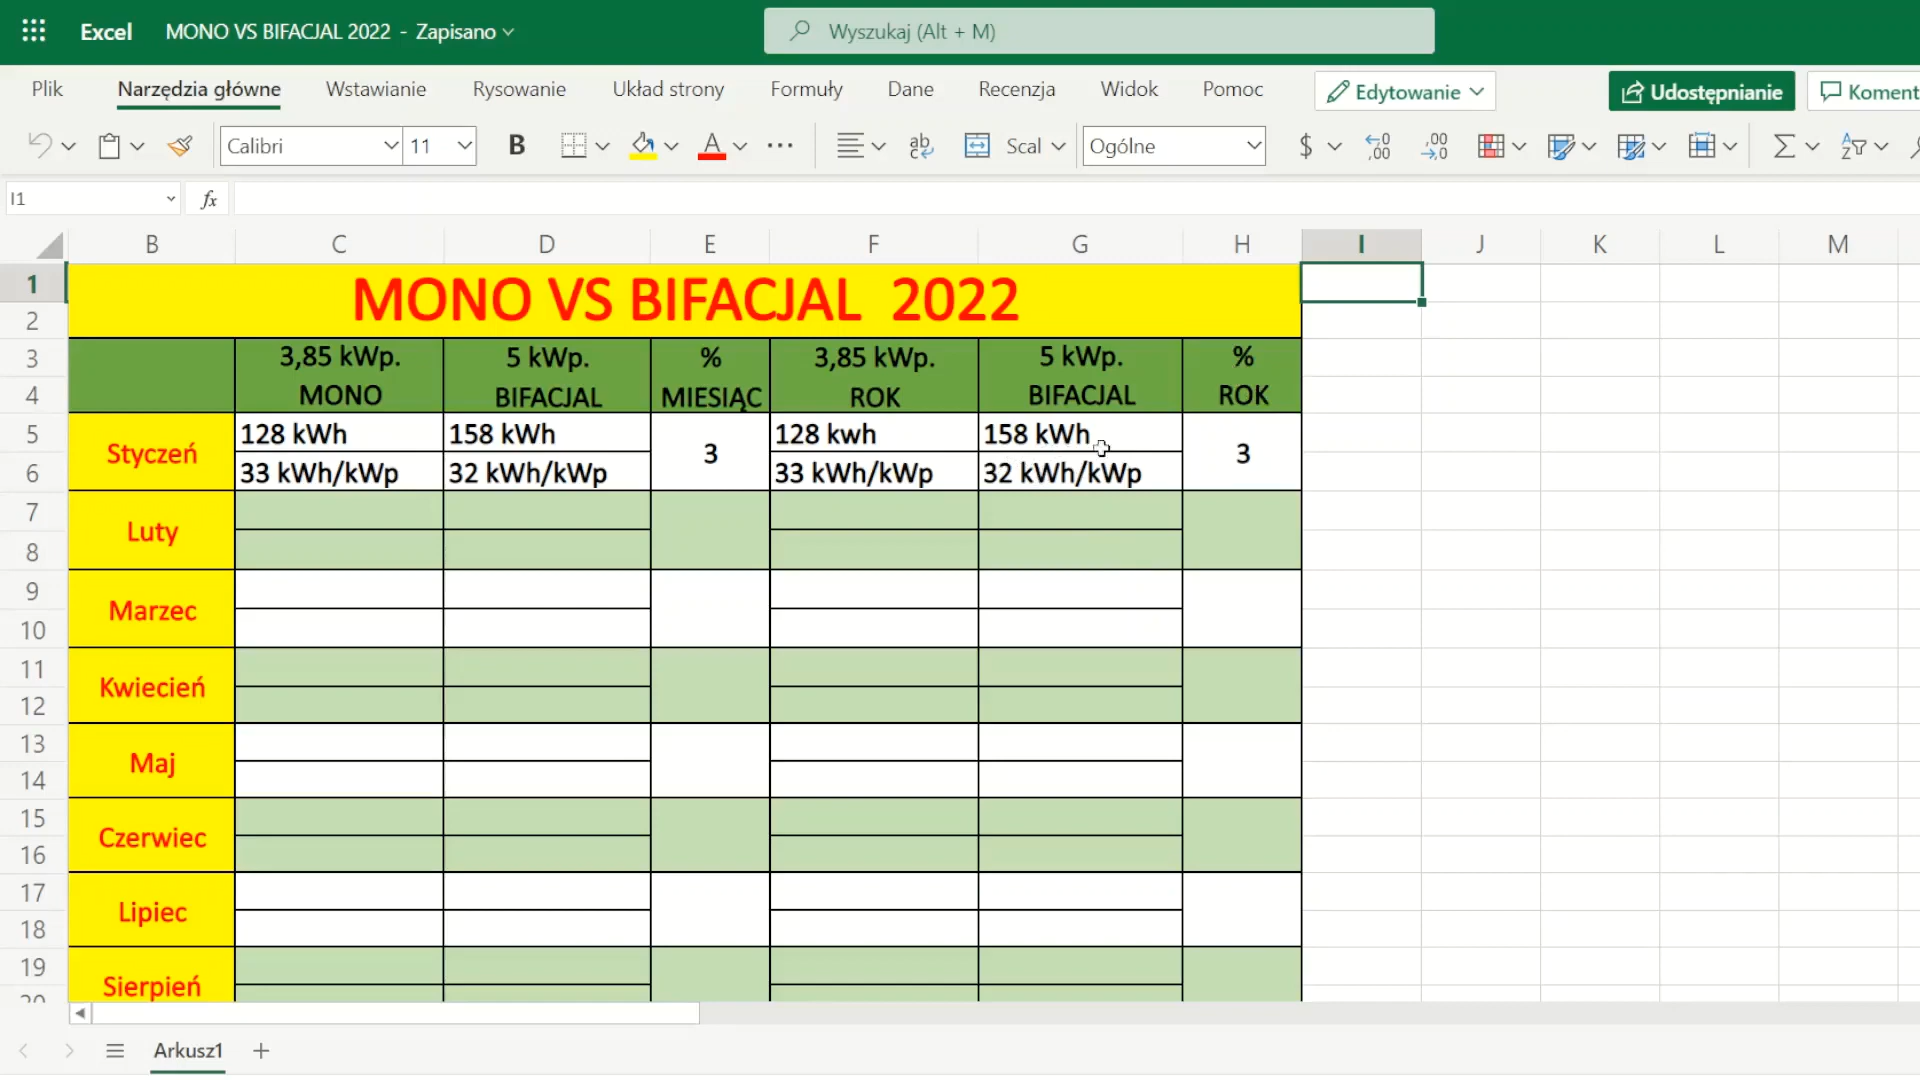 Excel MONO VS BIFACJAL 2022 - Zapisano Wyszukaj (Alt + M)
Plik Narzędzia główne Wstawianie Rysowanie Układ strony Formuły Dane Recenzja Widok Pomoc Edytowanie Udostępnianie Koment
Calibri 11 B A ... ab Scal Ogólne $
I1 fx
B C D E F G H I J K L M
1 MONO VS BIFACJAL 2022
2
3 3,85 kWp. 5 kWp. % 3,85 kWp. 5 kWp. %
4 MONO BIFACJAL MIESIĄC ROK BIFACJAL ROK
5 128 kWh 158 kWh 128 kwh 158 kWh
Styczeń 3 3
6 33 kWh/kWp 32 kWh/kWp 33 kWh/kWp 32 kWh/kWp
7
Luty
8
9
Marzec
10
11
Kwiecień
12
13
Maj
14
15
Czerwiec
16
17
Lipiec
18
19
Sierpień
20
Arkusz1 +